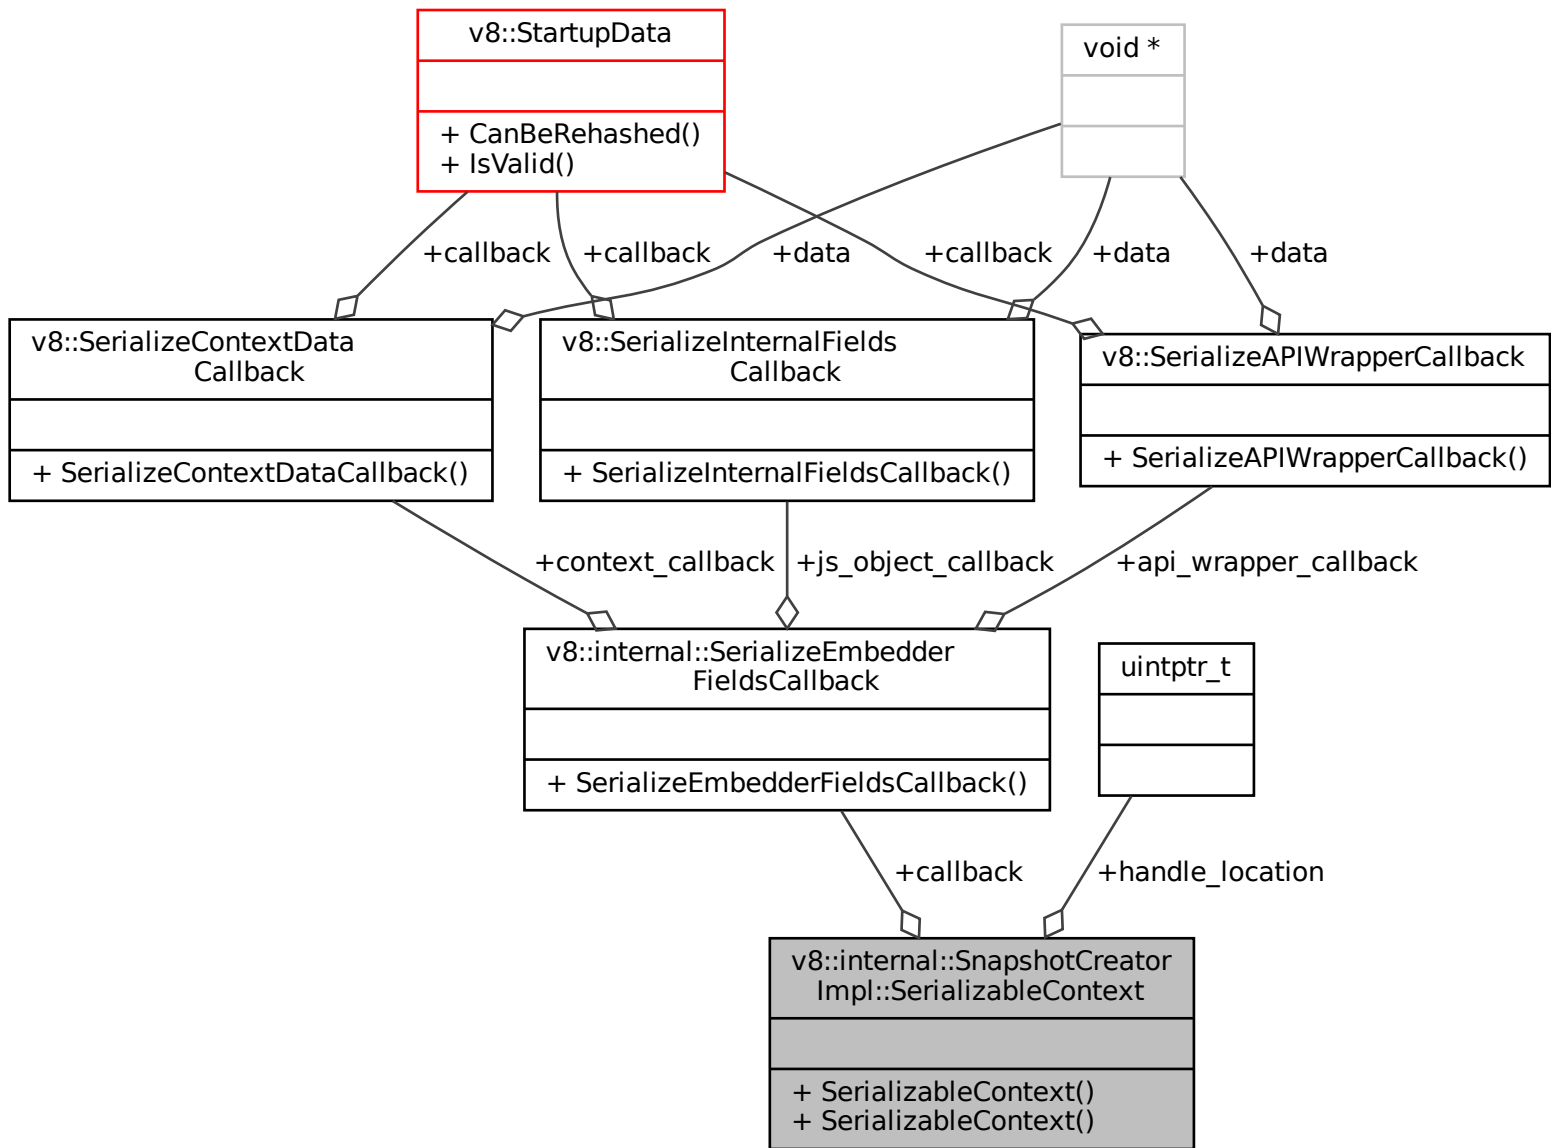 v8::StartupData
+ CanBeRehashed()
+ IsValid()
void *
+callback
+callback
+data
+callback
+data
+data
v8::SerializeContextData
Callback
+ SerializeContextDataCallback()
v8::SerializeInternalFields
Callback
+ SerializeInternalFieldsCallback()
v8::SerializeAPIWrapperCallback
+ SerializeAPIWrapperCallback()
+context_callback
+js_object_callback
+api_wrapper_callback
v8::internal::SerializeEmbedder
FieldsCallback
+ SerializeEmbedderFieldsCallback()
uintptr_t
+callback
+handle_location
v8::internal::SnapshotCreator
Impl::SerializableContext
+ SerializableContext()
+ SerializableContext()